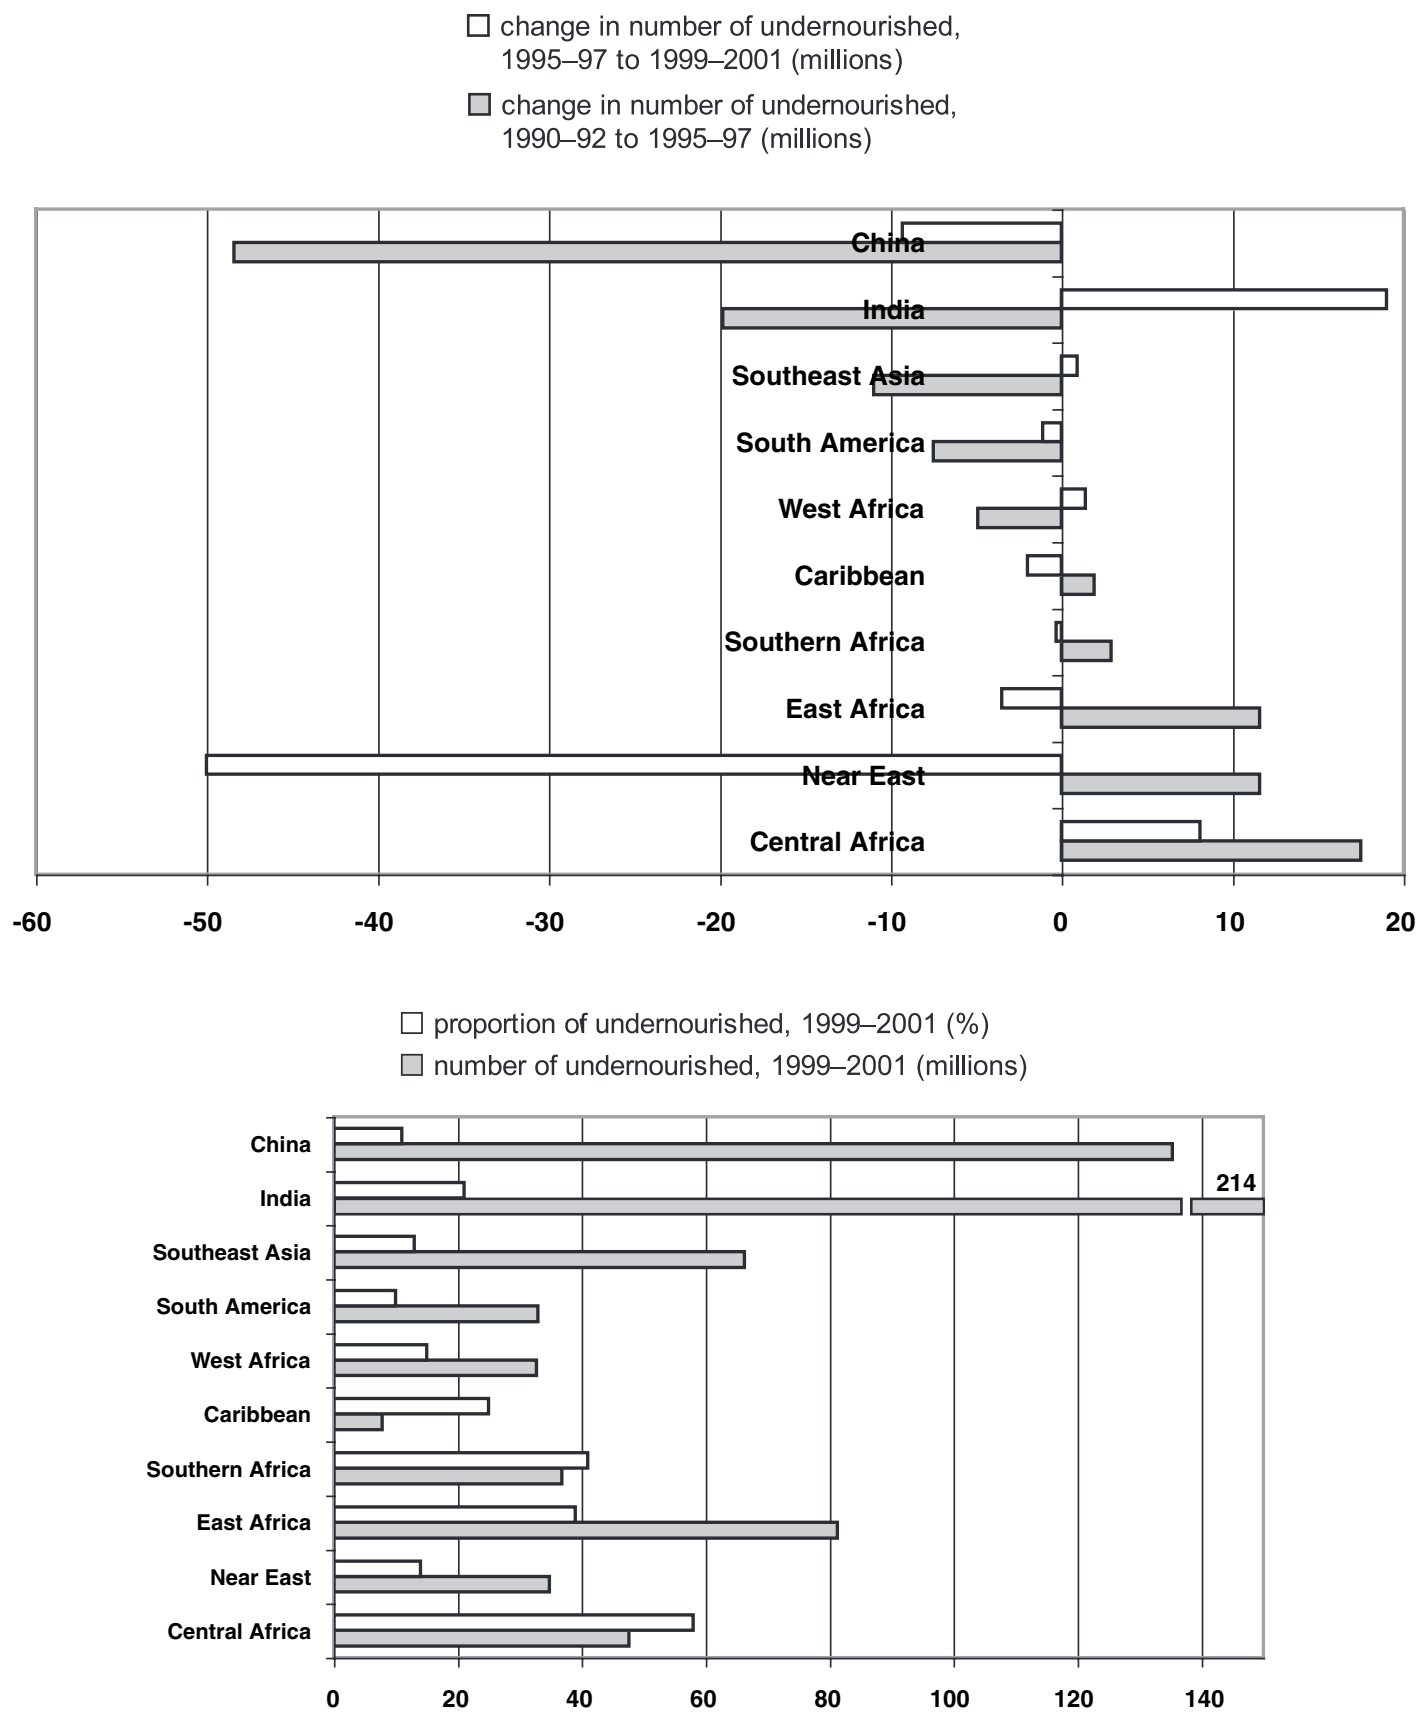 change in number of undernourished,
1995–97 to 1999–2001 (millions)
change in number of undernourished,
1990–92 to 1995–97 (millions)
China
India
Southeast Asia
South America
West Africa
Caribbean
Southern Africa
East Africa
Near East
Central Africa
-60 -50 -40 -30 -20 -10 0 10 20
proportion of undernourished, 1999–2001 (%)
number of undernourished, 1999–2001 (millions)
China
214
India
Southeast Asia
South America
West Africa
Caribbean
Southern Africa
East Africa
Near East
Central Africa
0 20 40 60 80 100 120 140